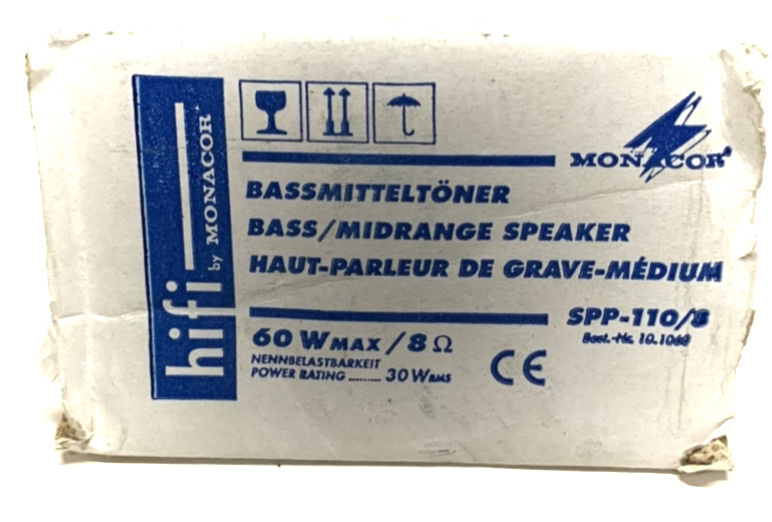 hifi by MONACOR
MONACOR®
BASSMITTELTÖNER
BASS/MIDRANGE SPEAKER
HAUT-PARLEUR DE GRAVE-MÉDIUM
SPP-110/8
Best.-Nr. 10.1060
60 WMAX/8 Ω
NENNBELASTBARKEIT
POWER RATING ........ 30 WRMS
CE